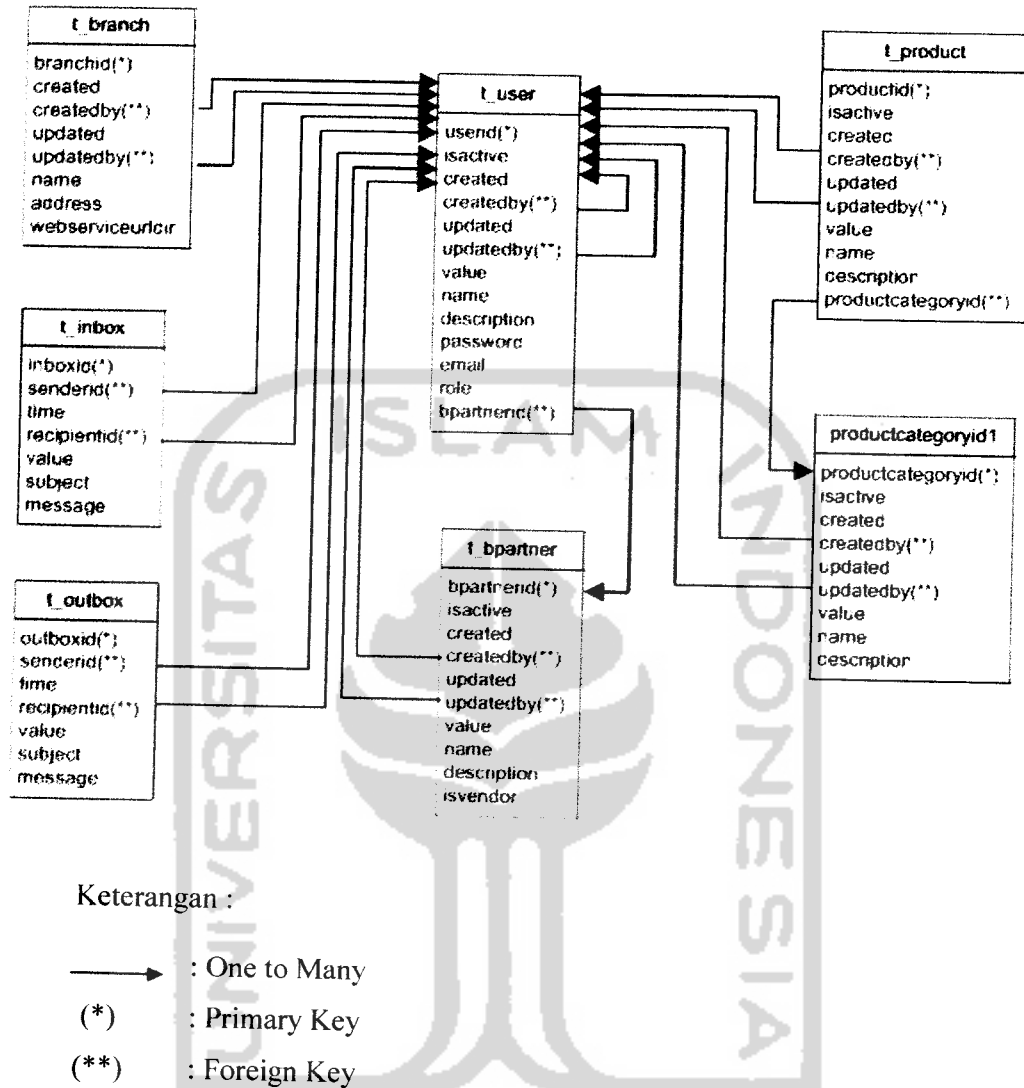 t_branch
branchid(*)
created
createdby(**)
updated
updatedby(**)
name
address
webserviceurldir
t_user
userid(*)
isactive
created
createdby(**)
updated
updatedby(**)
value
name
description
password
email
role
bpartnerid(**)
t_product
productid(*)
isactive
created
createdby(**)
updated
updatedby(**)
value
name
description
productcategoryid(**)
t_inbox
inboxid(*)
senderid(**)
time
recipientid(**)
value
subject
message
productcategoryid1
productcategoryid(*)
isactive
created
createdby(**)
updated
updatedby(**)
value
name
description
t_bpartner
bpartnerid(*)
isactive
created
createdby(**)
updated
updatedby(**)
value
name
description
isvendor
t_outbox
outboxid(*)
senderid(**)
time
recipientid(**)
value
subject
message
UNIVERSITAS
ISLAM
INDONESIA
Keterangan :
: One to Many
(*) : Primary Key
(**) : Foreign Key